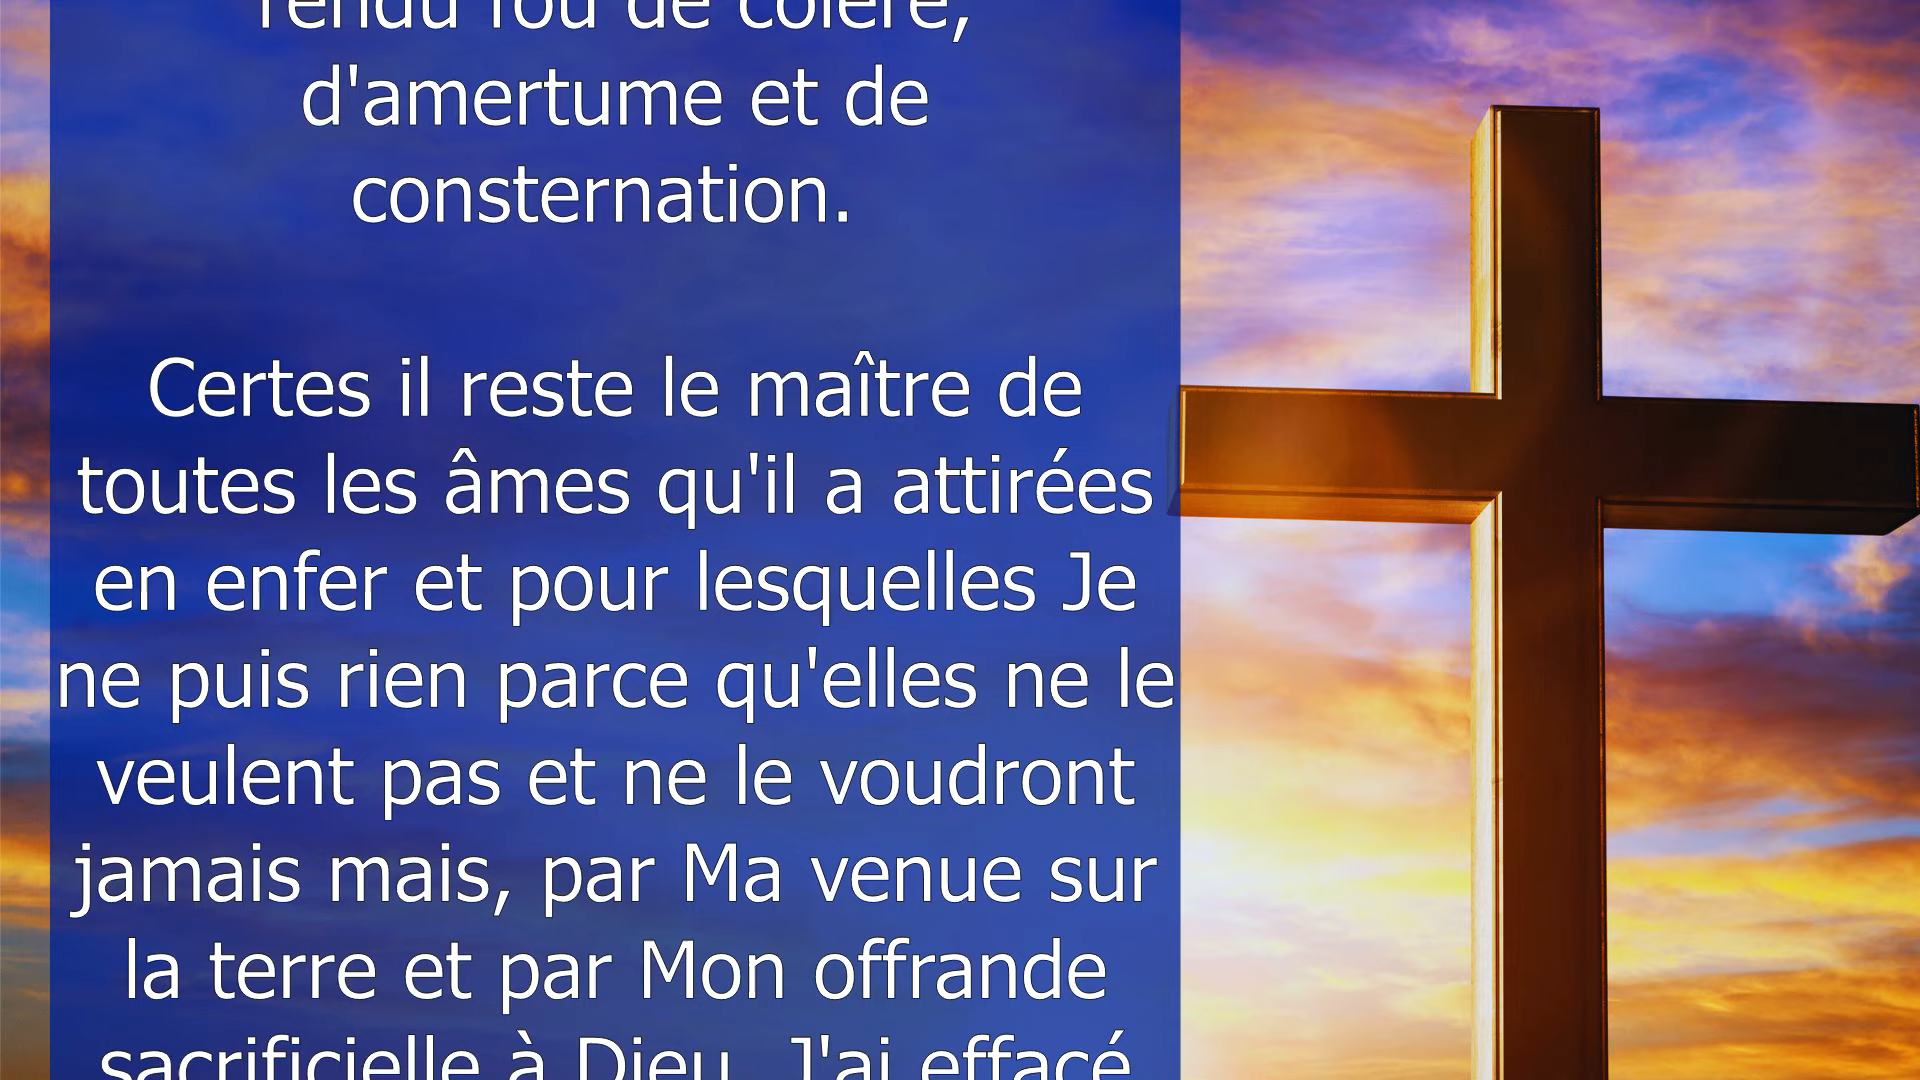 rendu fou de colère,
d'amertume et de
consternation.
Certes il reste le maître de
toutes les âmes qu'il a attirées
en enfer et pour lesquelles Je
ne puis rien parce qu'elles ne le
veulent pas et ne le voudront
jamais mais, par Ma venue sur
la terre et par Mon offrande
sacrificielle à Dieu, J'ai effacé